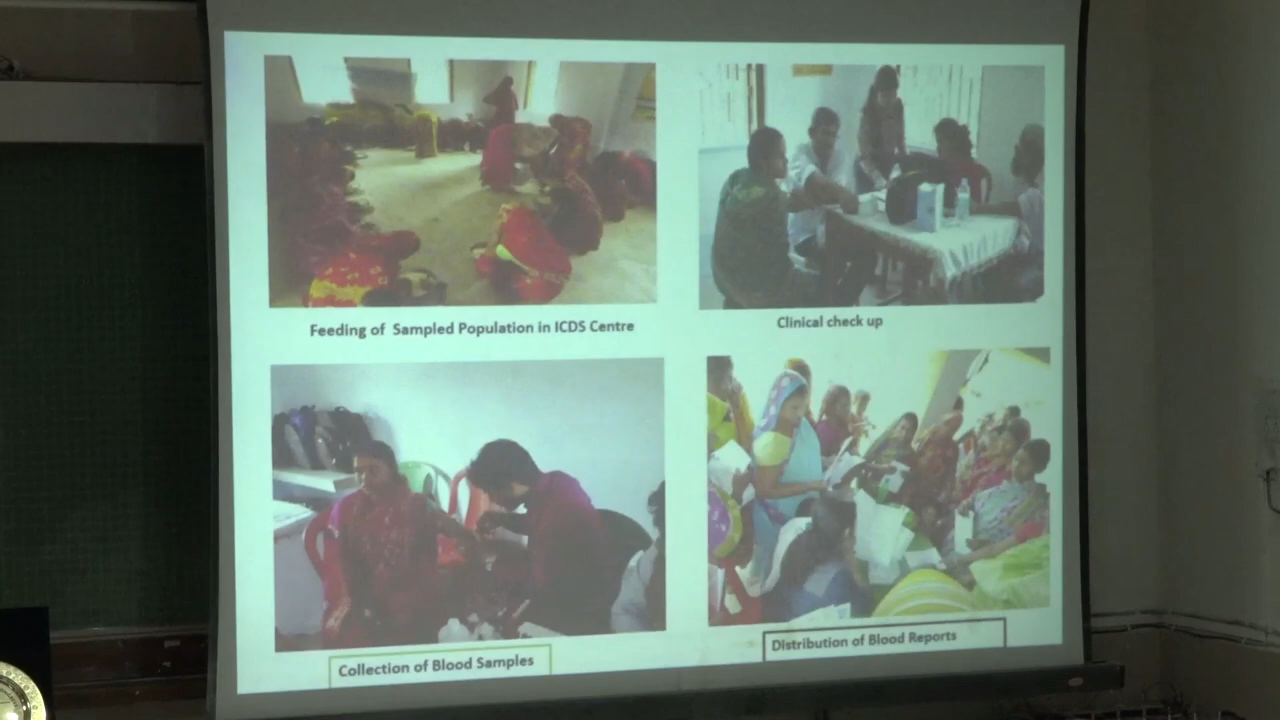 Feeding of Sampled Population in ICDS Centre
Clinical check up
Collection of Blood Samples
Distribution of Blood Reports